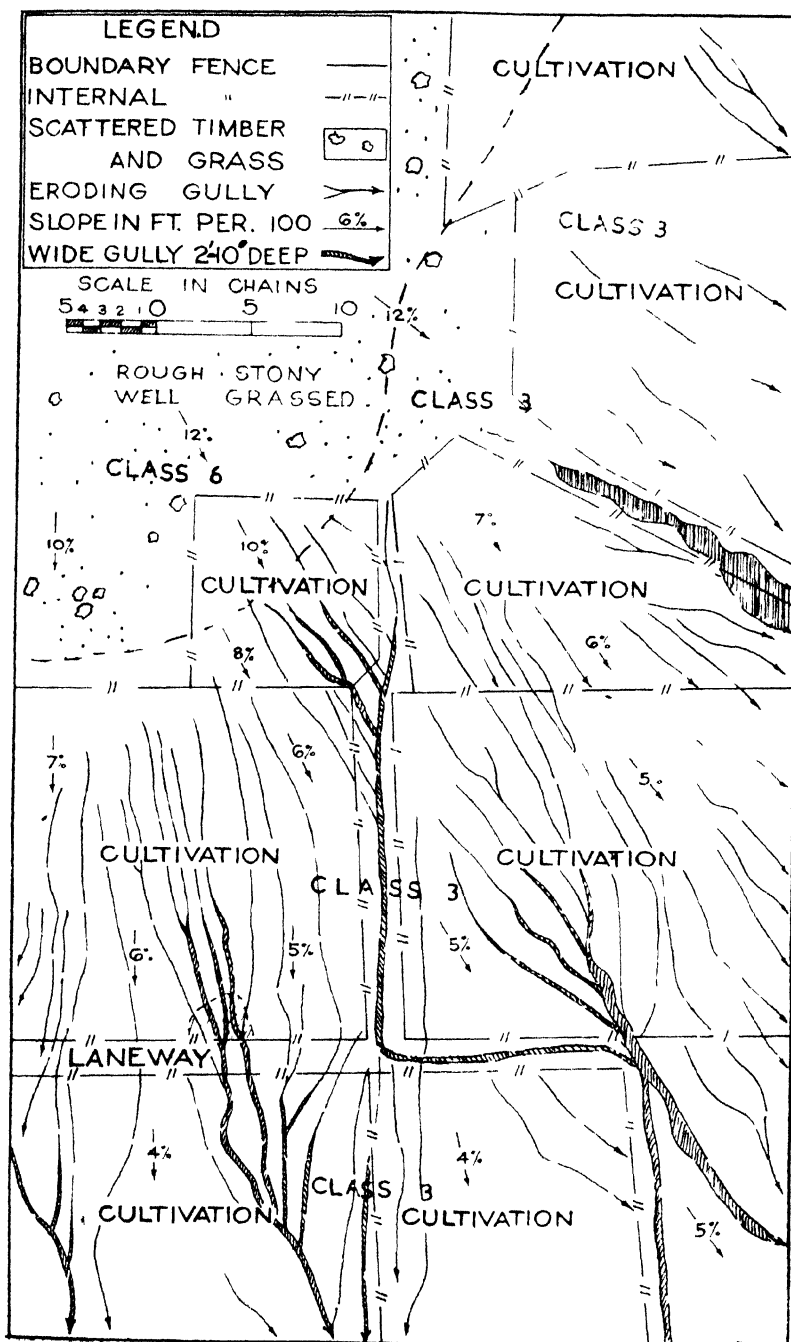 LEGEND
BOUNDARY FENCE
INTERNAL "
SCATTERED TIMBER
AND GRASS
ERODING GULLY
SLOPE IN FT. PER. 100 6%
WIDE GULLY 2'-10" DEEP
SCALE IN CHAINS
5 4 3 2 1 0 5 10
CULTIVATION
CLASS 3
CULTIVATION
12%
ROUGH STONY
WELL GRASSED
CLASS 3
12%
CLASS 6
10%
10%
7%
CULTIVATION
CULTIVATION
8%
6%
7%
6%
5%
CULTIVATION
CULTIVATION
CLASS 3
6%
5%
5%
LANEWAY
4%
4%
CLASS 3
CULTIVATION
CULTIVATION
5%